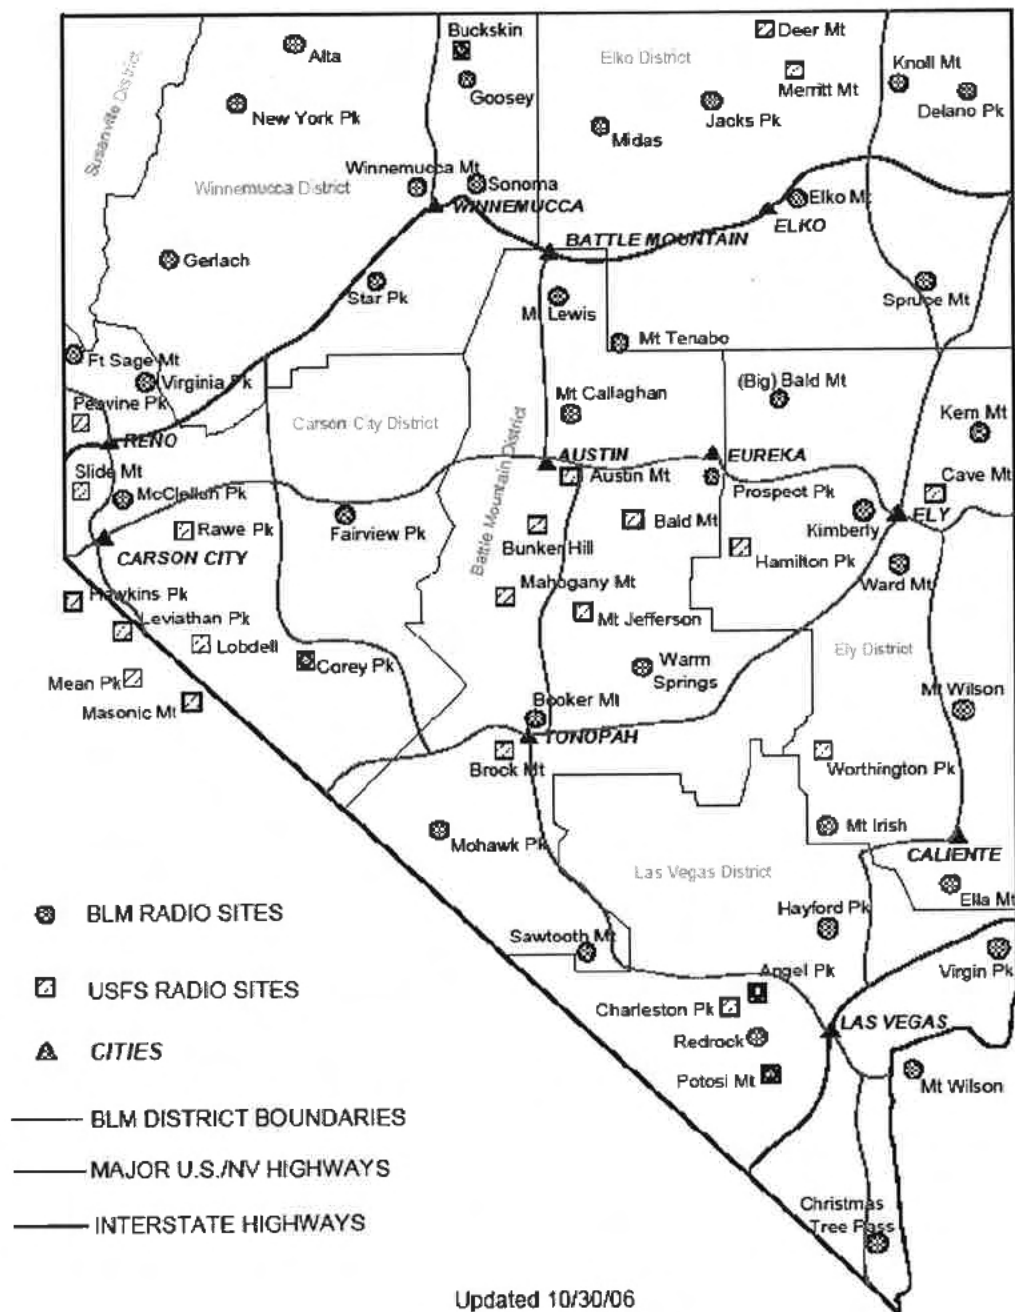 Buckskin
Deer Mt
Alta
Elko District
Knoll Mt
Merritt Mt
Goosey
Delano Pk
New York Pk
Jacks Pk
Midas
Susanville District
Winnemucca Mt
Winnemucca District
Sonoma
Elko Mt
WINNEMUCCA
ELKO
BATTLE MOUNTAIN
Gerlach
Star Pk
Mt Lewis
Spruce Mt
Mt Tenabo
Ft Sage Mt
Virginia Pk
(Big) Bald Mt
Mt Callaghan
Peavine Pk
Carson City District
Kern Mt
RENO
AUSTIN
EUREKA
Slide Mt
Austin Mt
Cave Mt
McClellan Pk
Prospect Pk
Battle Mountain District
Rawe Pk
Fairview Pk
Bald Mt
Kimberly
ELY
CARSON CITY
Bunker Hill
Hamilton Pk
Ward Mt
Hawkins Pk
Mahogany Mt
Leviathan Pk
Mt Jefferson
Lobdell
Ely District
Corey Pk
Warm
Springs
Mean Pk
Mt Wilson
Masonic Mt
Booker Mt
TONOPAH
Brock Mt
Worthington Pk
Mohawk Pk
Mt Irish
CALIENTE
Las Vegas District
Ella Mt
BLM RADIO SITES
Hayford Pk
Sawtooth Mt
Virgin Pk
Angel Pk
USFS RADIO SITES
Charleston Pk
LAS VEGAS
Redrock
CITIES
Potosi Mt
Mt Wilson
BLM DISTRICT BOUNDARIES
MAJOR U.S./NV HIGHWAYS
Christmas
Tree Pass
INTERSTATE HIGHWAYS
Updated 10/30/06